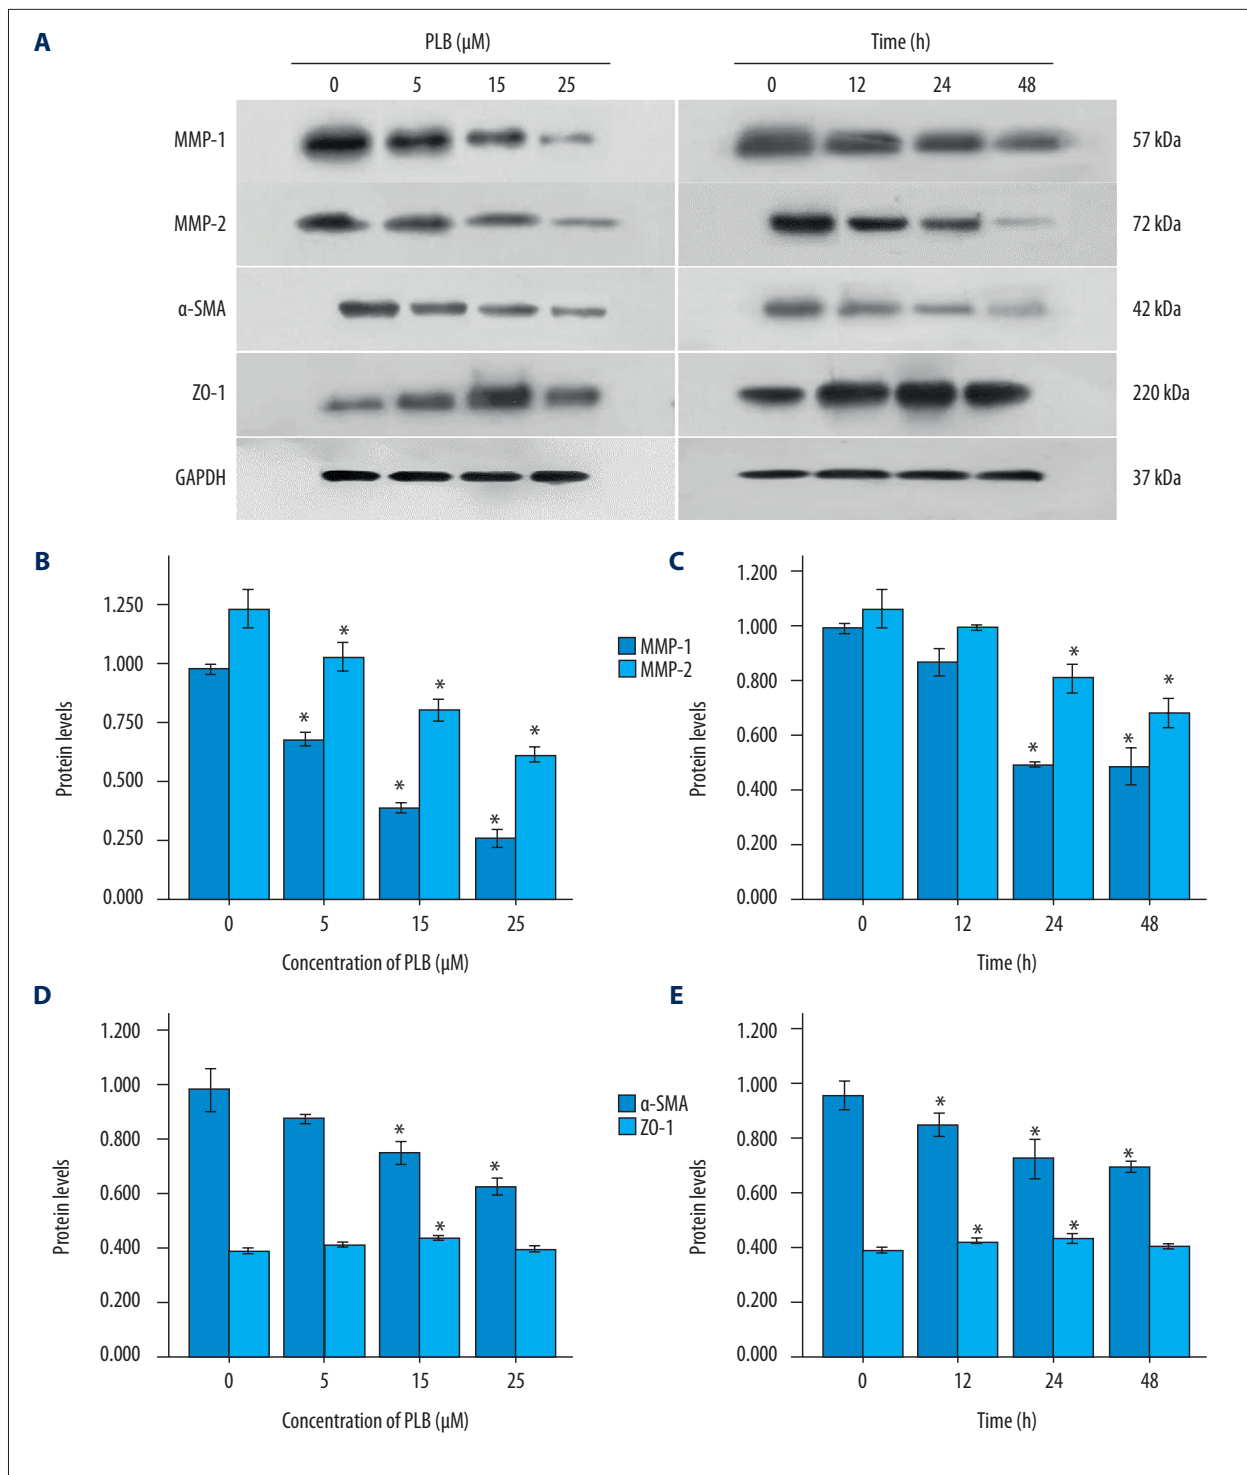 A
PLB (µM)
Time (h)
0 5 15 25
0 12 24 48
MMP-1
57 kDa
MMP-2
72 kDa
α-SMA
42 kDa
ZO-1
220 kDa
GAPDH
37 kDa
B
1.250
1.000
0.750
0.500
0.250
0.000
Protein levels
* * * * * *
0 5 15 25
Concentration of PLB (µM)
MMP-1
MMP-2
C
1.200
1.000
0.800
0.600
0.400
0.200
0.000
Protein levels
* * * *
0 12 24 48
Time (h)
D
1.200
1.000
0.800
0.600
0.400
0.200
0.000
Protein levels
* * *
0 5 15 25
Concentration of PLB (µM)
α-SMA
ZO-1
E
1.200
1.000
0.800
0.600
0.400
0.200
0.000
Protein levels
* * * * *
0 12 24 48
Time (h)